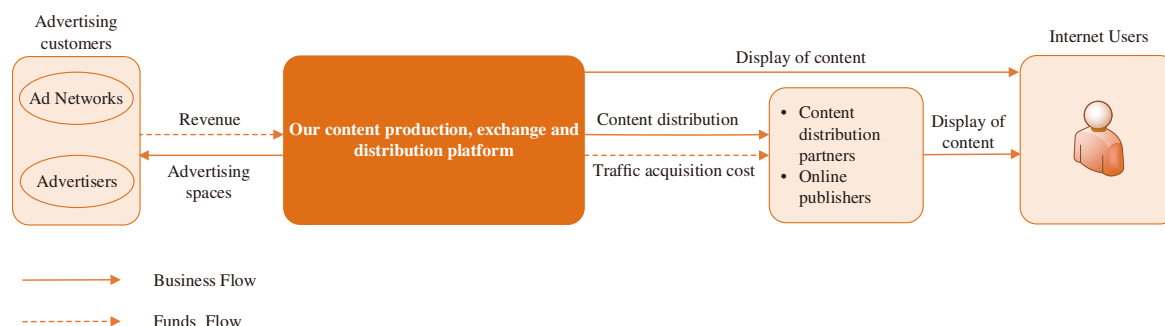 Advertising
customers
Ad Networks
Advertisers
Revenue
Advertising
spaces
Our content production, exchange and
distribution platform
Display of content
Content distribution
Traffic acquisition cost
• Content
distribution
partners
• Online
publishers
Display of
content
Internet Users
Business Flow
Funds Flow